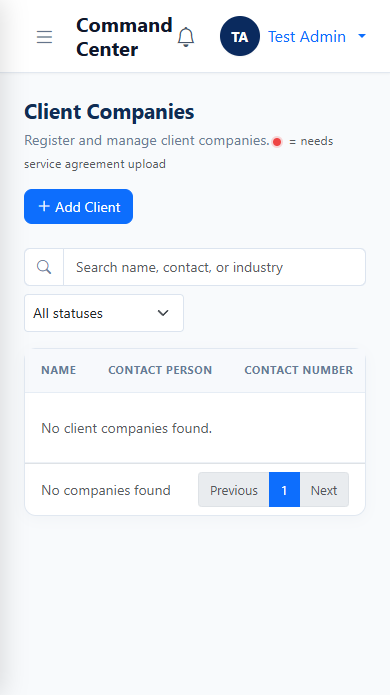 Command
Center
TA
Test Admin
Client Companies
Register and manage client companies. = needs
service agreement upload
+ Add Client
Search name, contact, or industry
All statuses
NAME CONTACT PERSON CONTACT NUMBER
No client companies found.
No companies found Previous 1 Next